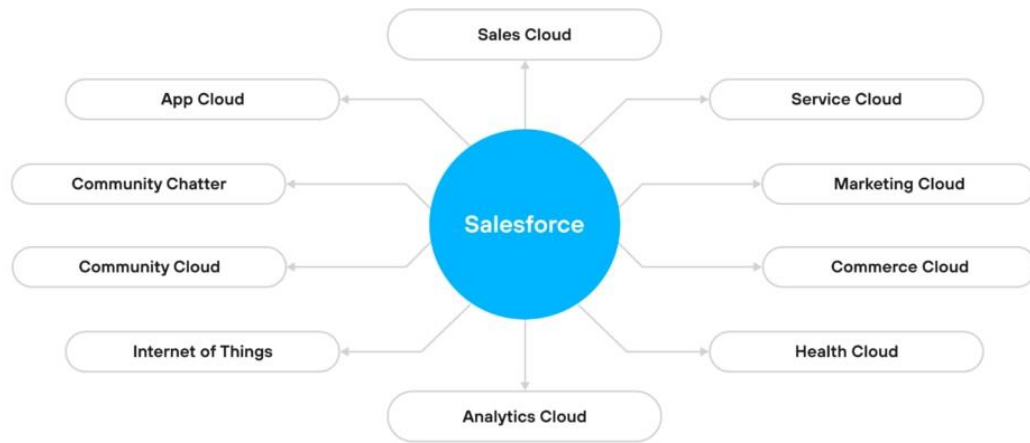 Sales Cloud
App Cloud
Service Cloud
Community Chatter
Marketing Cloud
Salesforce
Community Cloud
Commerce Cloud
Internet of Things
Health Cloud
Analytics Cloud